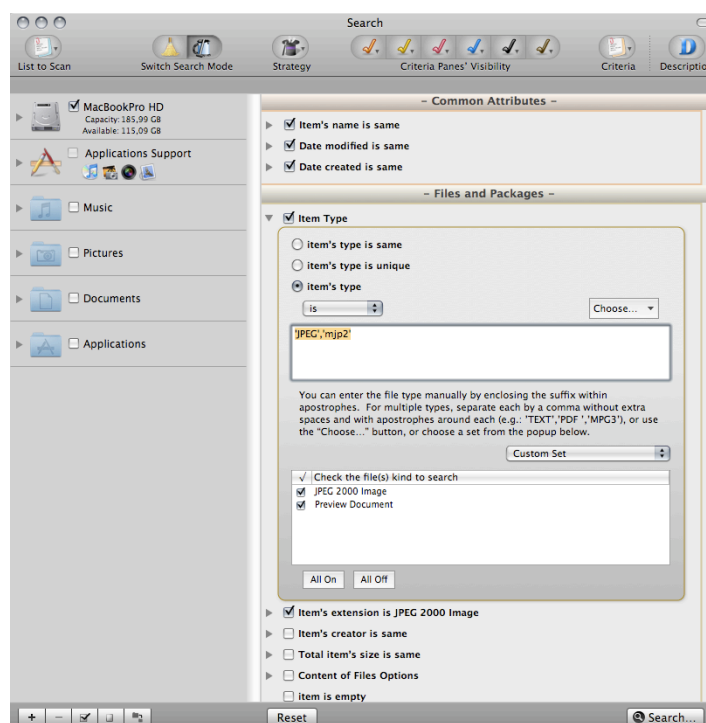 Search
List to Scan
Switch Search Mode
Strategy
Criteria Panes' Visibility
Criteria
Descriptio
MacBookPro HD
Capacity: 185,99 GB
Available: 115,09 GB
Applications Support
Music
Pictures
Documents
Applications
– Common Attributes –
Item's name is same
Date modified is same
Date created is same
– Files and Packages –
Item Type
item's type is same
item's type is unique
item's type
is
Choose...
'JPEG','mjp2'
You can enter the file type manually by enclosing the suffix within
apostrophes. For multiple types, separate each by a comma without extra
spaces and with apostrophes around each (e.g.: 'TEXT','PDF ','MPG3'), or use
the “Choose...” button, or choose a set from the popup below.
Custom Set
√ Check the file(s) kind to search
JPEG 2000 Image
Preview Document
All On
All Off
Item's extension is JPEG 2000 Image
Item's creator is same
Total item's size is same
Content of Files Options
item is empty
Reset
Search...